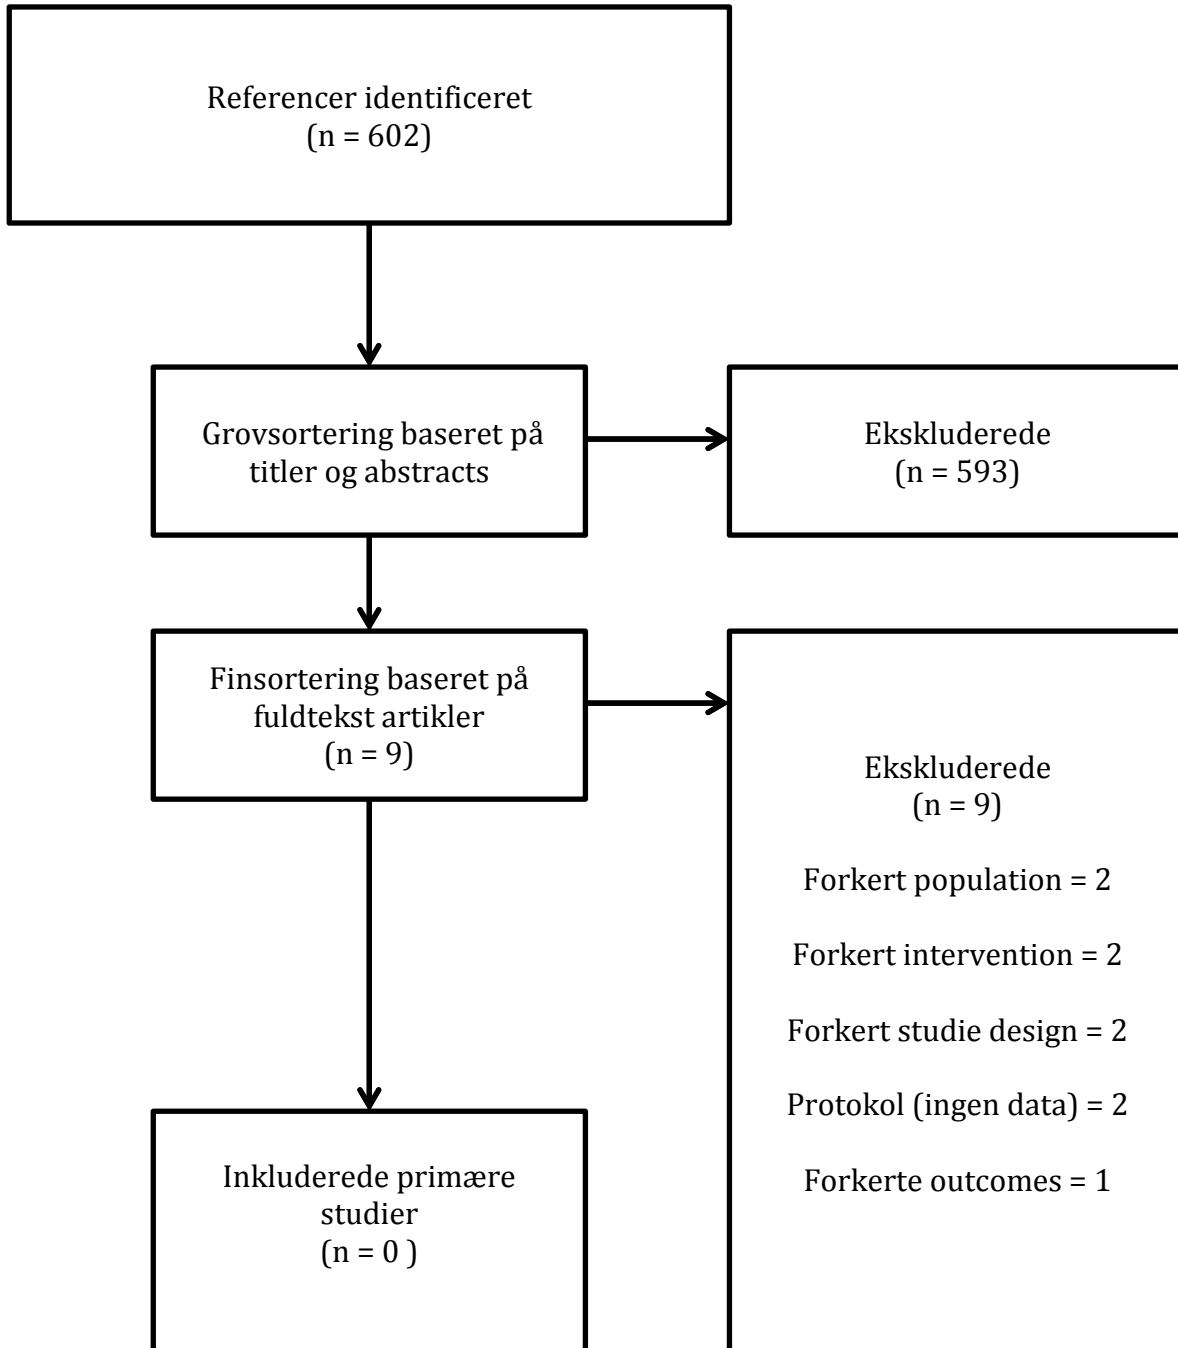 Referencer identificeret
(n = 602)
Grovsortering baseret på
titler og abstracts
Ekskluderede
(n = 593)
Finsortering baseret på
fuldtekst artikler
(n = 9)
Ekskluderede
(n = 9)
Forkert population = 2
Forkert intervention = 2
Forkert studie design = 2
Protokol (ingen data) = 2
Forkerte outcomes = 1
Inkluderede primære
studier
(n = 0 )